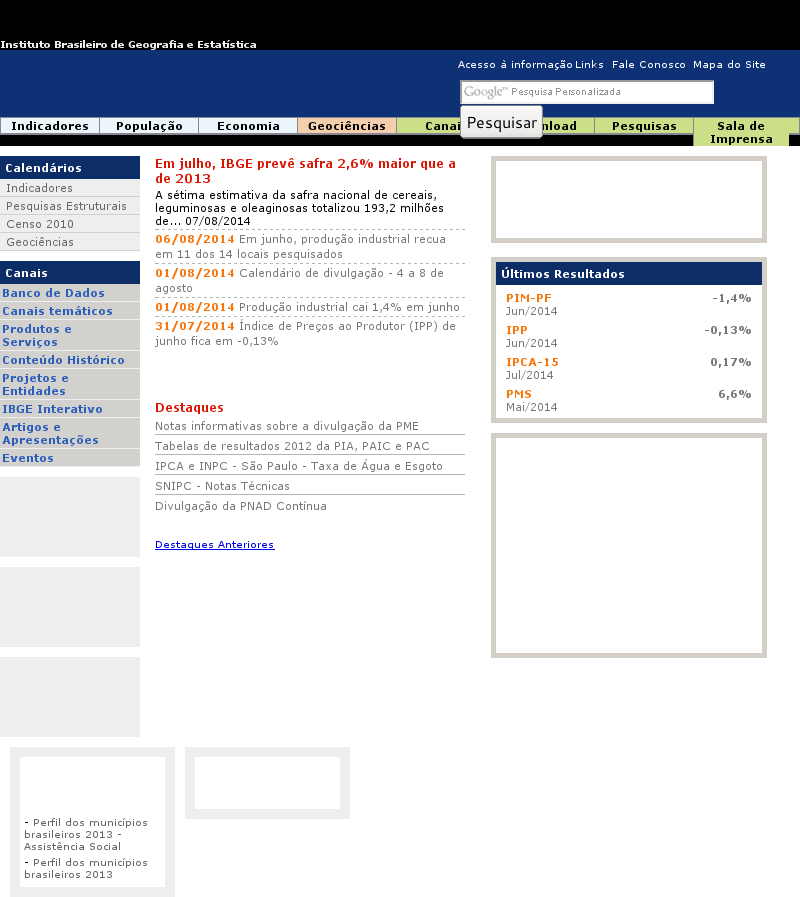 Instituto Brasileiro de Geografia e Estatística
Acesso à informação Links Fale Conosco Mapa do Site
Google™ Pesquisa Personalizada
Pesquisar
Indicadores População Economia Geociências Canai nload Pesquisas Sala de
Imprensa
Calendários
Indicadores
Pesquisas Estruturais
Censo 2010
Geociências
Canais
Banco de Dados
Canais temáticos
Produtos e
Serviços
Conteúdo Histórico
Projetos e
Entidades
IBGE Interativo
Artigos e
Apresentações
Eventos
Em julho, IBGE prevê safra 2,6% maior que a
de 2013
A sétima estimativa da safra nacional de cereais,
leguminosas e oleaginosas totalizou 193,2 milhões
de... 07/08/2014
06/08/2014 Em junho, produção industrial recua
em 11 dos 14 locais pesquisados
01/08/2014 Calendário de divulgação - 4 a 8 de
agosto
01/08/2014 Produção industrial cai 1,4% em junho
31/07/2014 Índice de Preços ao Produtor (IPP) de
junho fica em -0,13%
Destaques
Notas informativas sobre a divulgação da PME
Tabelas de resultados 2012 da PIA, PAIC e PAC
IPCA e INPC - São Paulo - Taxa de Água e Esgoto
SNIPC - Notas Técnicas
Divulgação da PNAD Contínua
Destaques Anteriores
Últimos Resultados
PIM-PF -1,4%
Jun/2014
IPP -0,13%
Jun/2014
IPCA-15 0,17%
Jul/2014
PMS 6,6%
Mai/2014
- Perfil dos municípios
brasileiros 2013 -
Assistência Social
- Perfil dos municípios
brasileiros 2013